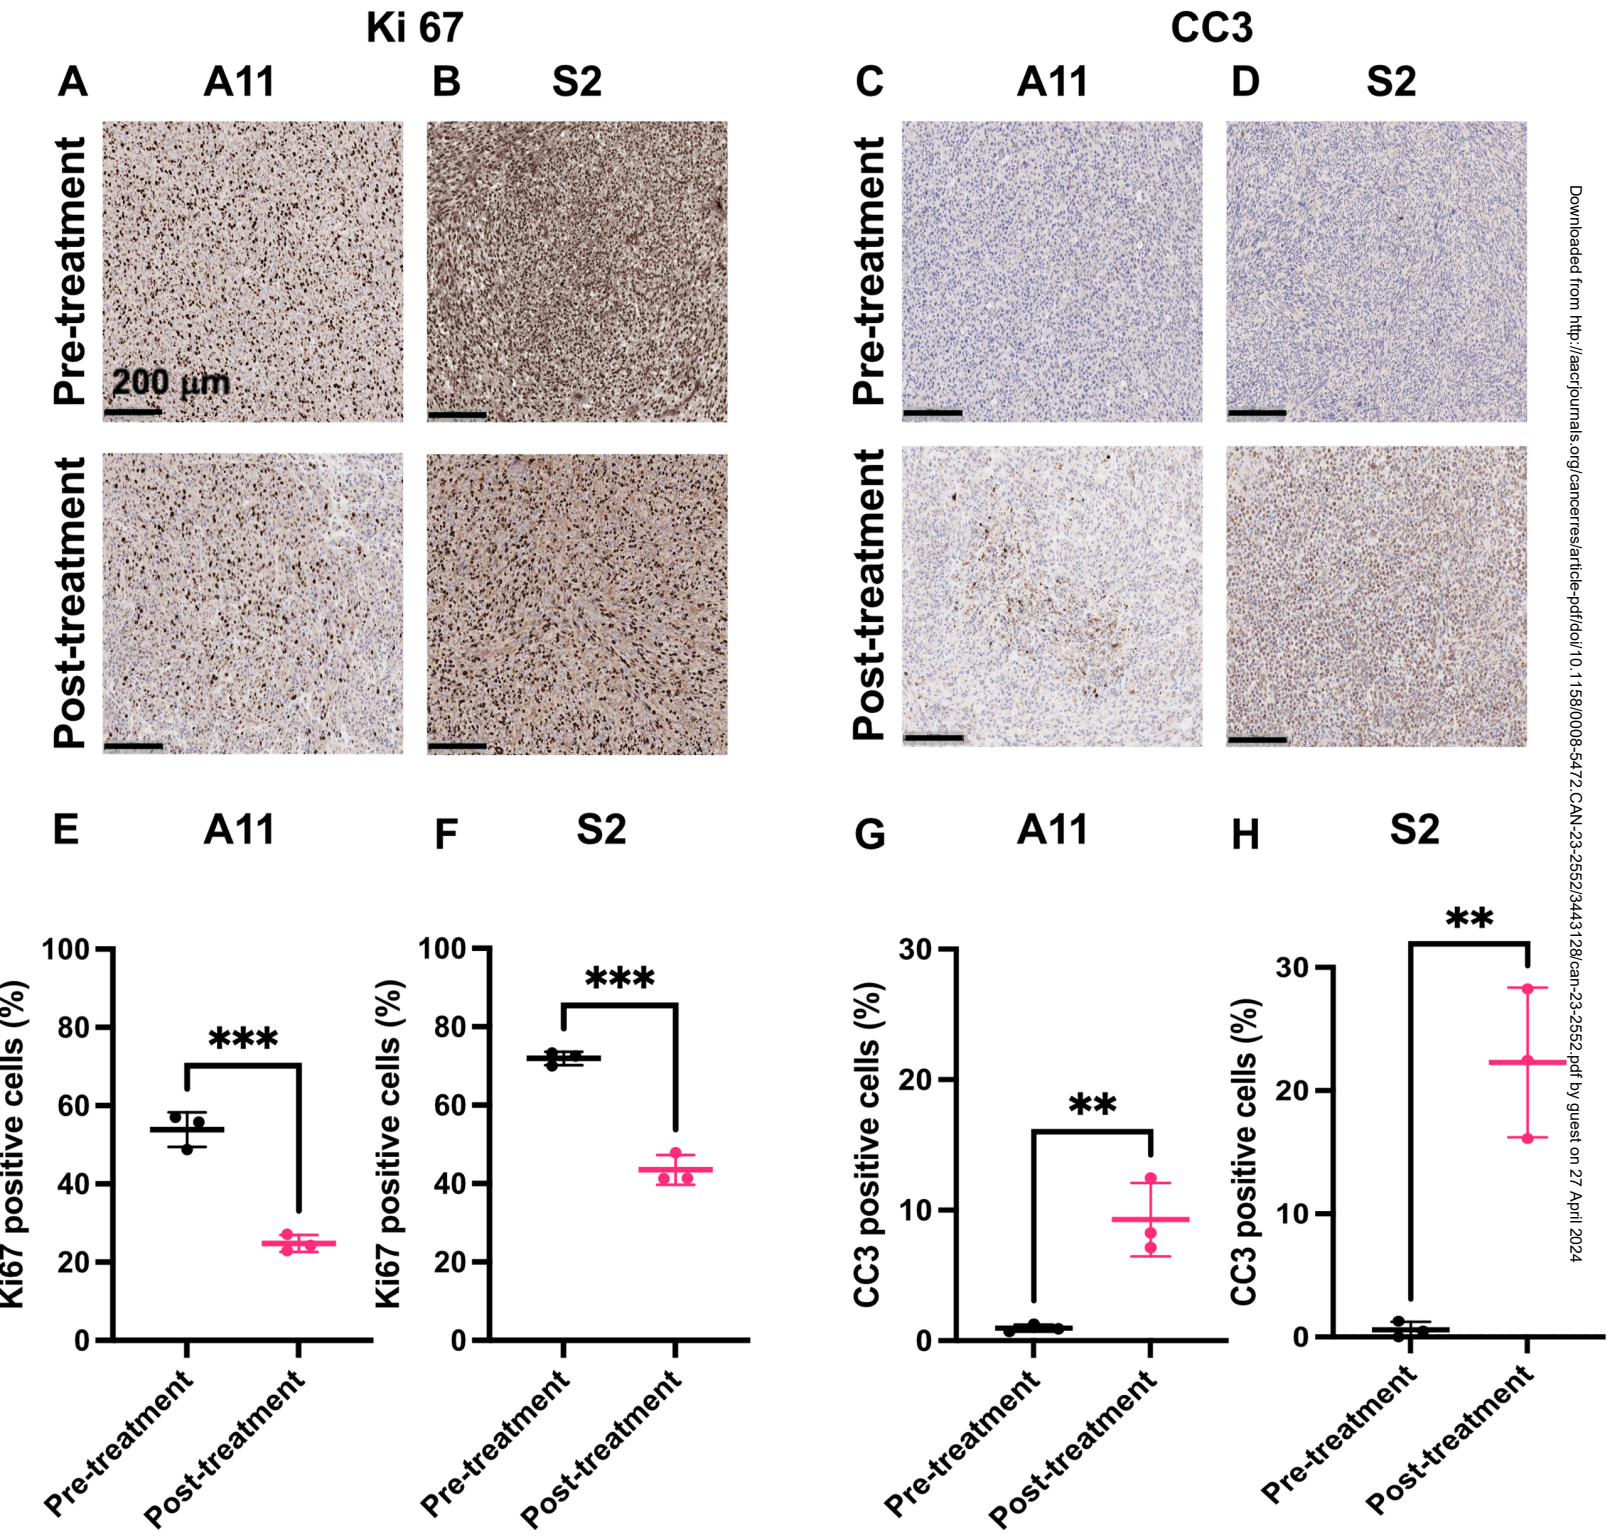 Ki 67
CC3
A
A11
B
S2
C
A11
D
S2
Pre-treatment
200 µm
Pre-treatment
Post-treatment
Post-treatment
E
A11
F
S2
G
A11
H
S2
Ki67 positive cells (%)
100
80
60
40
20
0
***
Pre-treatment
Post-treatment
Ki67 positive cells (%)
100
80
60
40
20
0
***
Pre-treatment
Post-treatment
CC3 positive cells (%)
30
20
10
0
**
Pre-treatment
Post-treatment
CC3 positive cells (%)
30
20
10
0
**
Pre-treatment
Post-treatment
Downloaded from http://aacrjournals.org/cancerres/article-pdf/doi/10.1158/0008-5472.CAN-23-2552/3443128/can-23-2552.pdf by guest on 27 April 2024